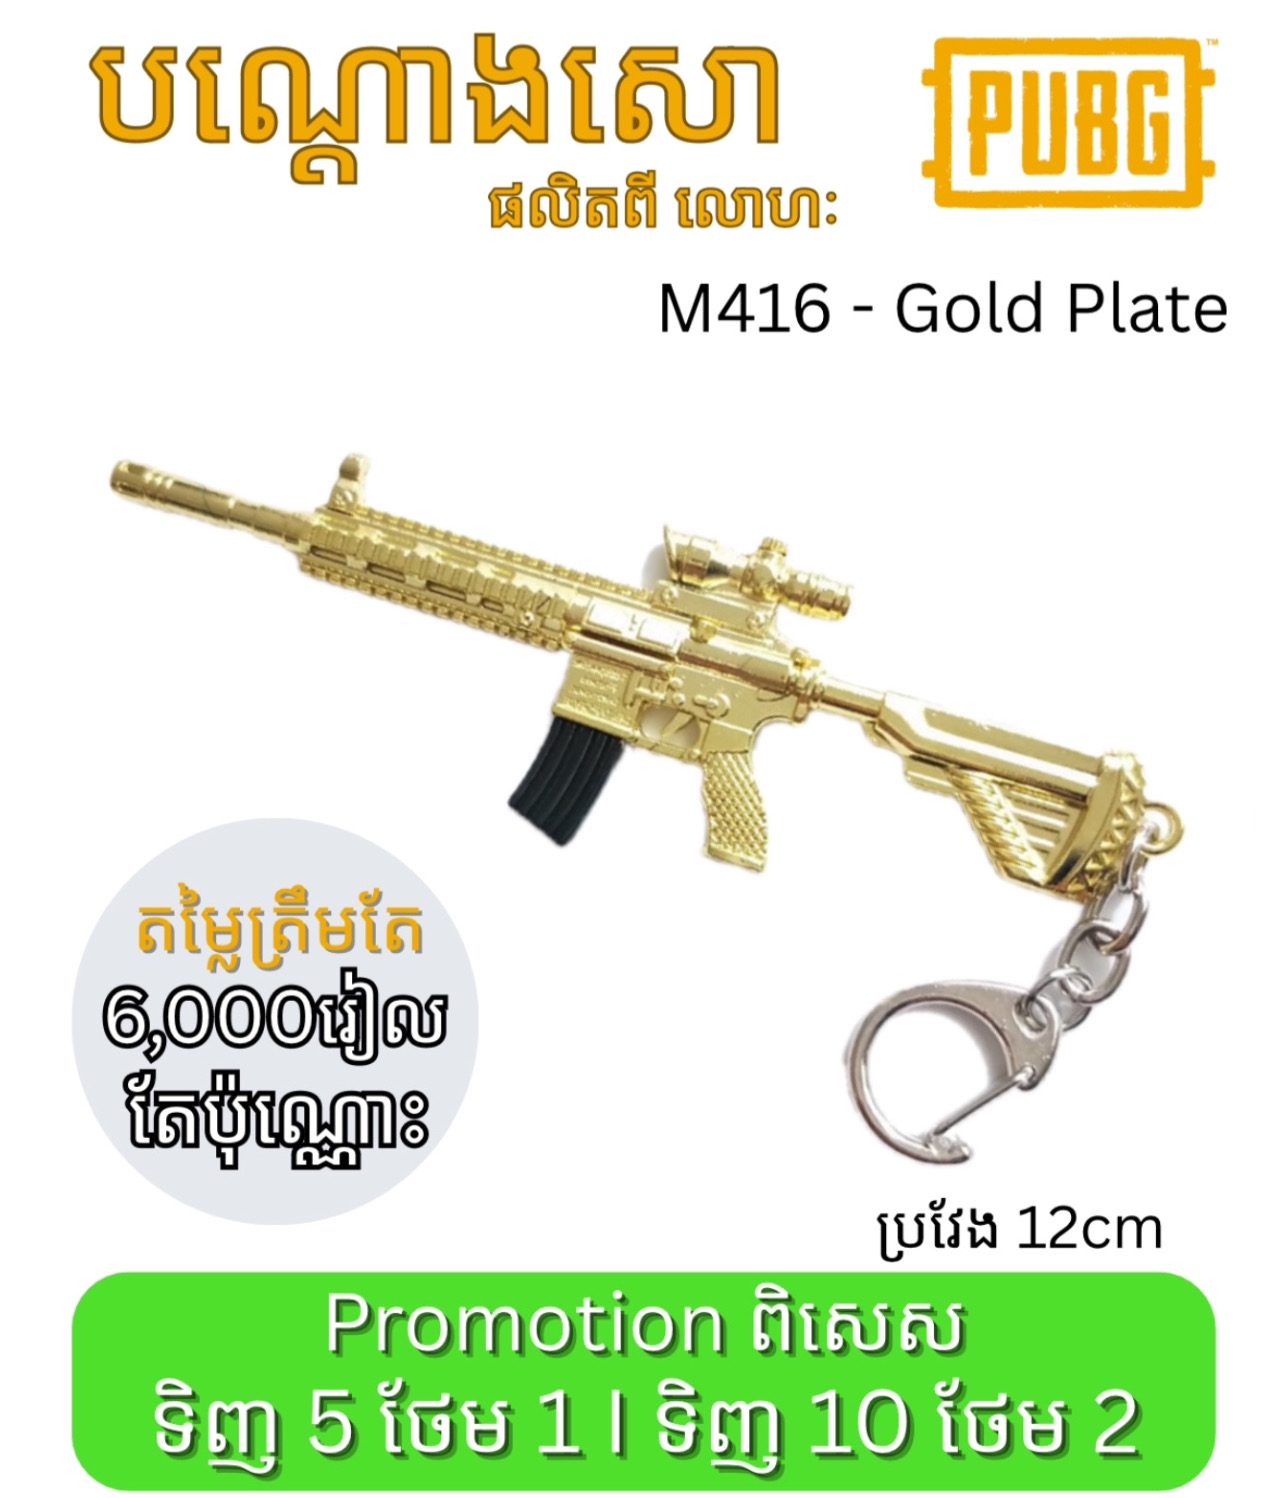 បណ្តោងសោ
PUBG
™
ផលិតពី លោហៈ
M416 - Gold Plate
តម្លៃត្រឹមតែ
6,000រៀល
តែប៉ុណ្ណោះ
ប្រវែង 12cm
Promotion ពិសេស
ទិញ 5 ថែម 1 | ទិញ 10 ថែម 2